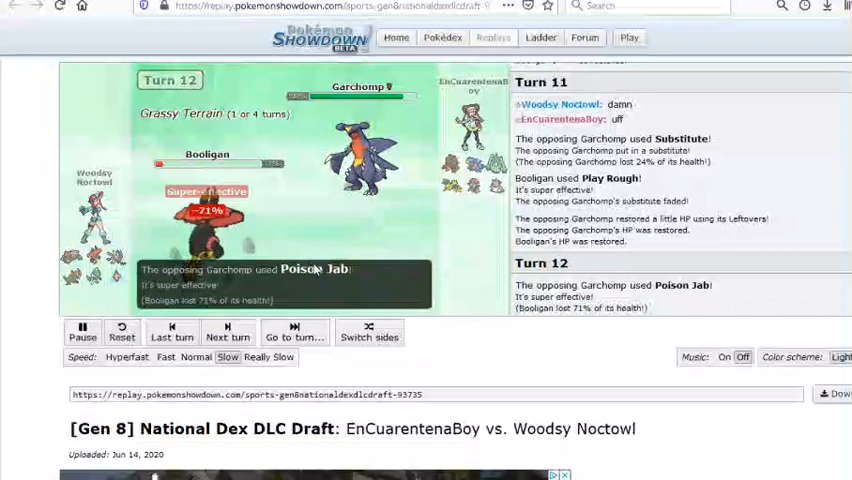 https://replay.pokemonshowdown.com/sports-gen8nationaldexdlcdraft-9
Search
Pokémon
SHOWDOWN
BETA
Home
Pokédex
Replays
Ladder
Forum
Play
Turn 12
Grassy Terrain (1 or 4 turns)
Garchomp
Booligan
Super-effective
−71%
Woodsy
Noctowl
EnCuarentenaB
oy
The opposing Garchomp used Poison Jab!
It's super effective!
(Booligan lost 71% of its health!)
Turn 11
☆Woodsy Noctowl: damn
☆EnCuarentenaBoy: uff
The opposing Garchomp used Substitute!
The opposing Garchomp put in a substitute!
(The opposing Garchomp lost 24% of its health!)
Booligan used Play Rough!
It's super effective!
The opposing Garchomp's substitute faded!
The opposing Garchomp restored a little HP using its Leftovers!
The opposing Garchomp's HP was restored.
Booligan's HP was restored.
Turn 12
The opposing Garchomp used Poison Jab!
It's super effective!
(Booligan lost 71% of its health!)
Pause
Reset
Last turn
Next turn
Go to turn...
Switch sides
Speed: Hyperfast Fast Normal Slow Really Slow
Music: On Off
Color scheme: Light
https://replay.pokemonshowdown.com/sports-gen8nationaldexdlcdraft-93735
Down
[Gen 8] National Dex DLC Draft: EnCuarentenaBoy vs. Woodsy Noctowl
Uploaded: Jun 14, 2020